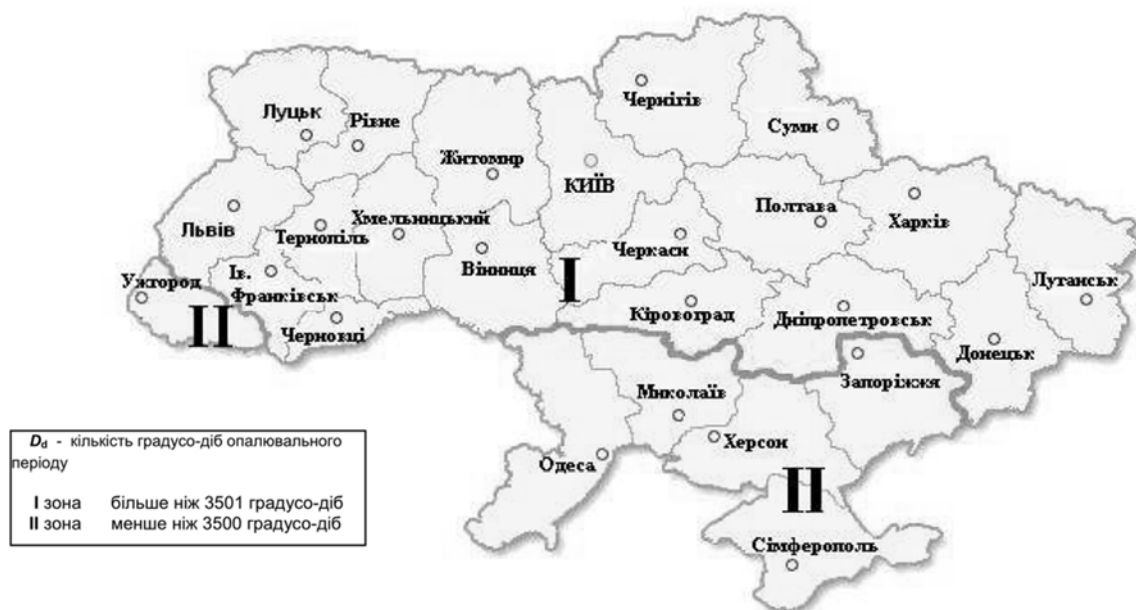 Чернігів
Луцьк
Рівне
Суми
Житомир
КИЇВ
Полтава
Харків
Львів
Тернопіль
Хмельницький
Черкаси
Вінниця
I
Ужгород
Ів.
Франківськ
II
Черновці
Кіровоград
Дніпропетровськ
Луганськ
Донецьк
Запоріжжя
Миколаїв
Херсон
Одеса
II
Сімферополь
Dd - кількість градусо-діб опалювального
періоду
I зона більше ніж 3501 градусо-діб
II зона менше ніж 3500 градусо-діб